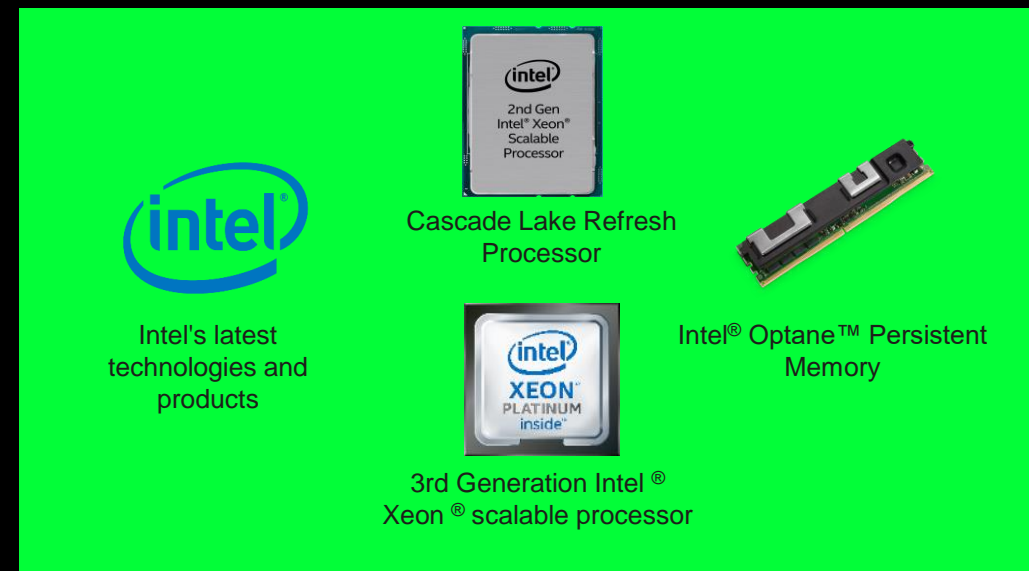 intel®
Intel's latest
technologies and
products
intel
2nd Gen
Intel® Xeon®
Scalable
Processor
Cascade Lake Refresh
Processor
intel
XEON
PLATINUM
inside™
3rd Generation Intel ®
Xeon ® scalable processor
Intel® Optane™ Persistent
Memory